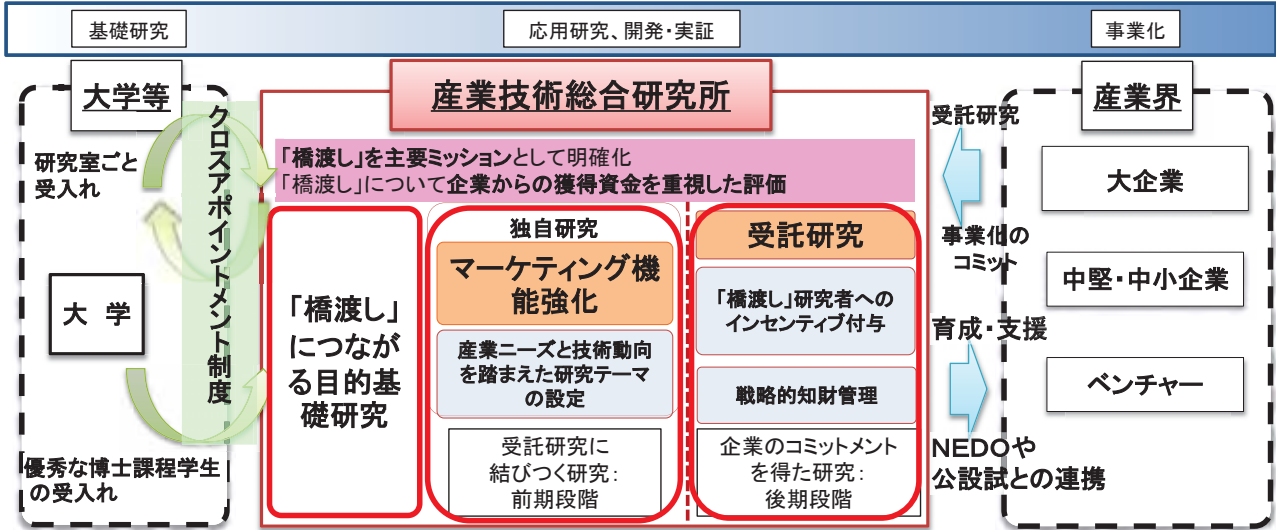 基礎研究
応用研究、開発・実証
事業化
大学等
研究室ごと
受入れ
大　学
優秀な博士課程学生
の受入れ
クロスアポイントメント制度
産業技術総合研究所
「橋渡し」を主要ミッションとして明確化
「橋渡し」について企業からの獲得資金を重視した評価
「橋渡し」
につなが
る目的基
礎研究
独自研究
マーケティング機
能強化
産業ニーズと技術動向
を踏まえた研究テーマ
の設定
受託研究に
結びつく研究：
前期段階
受託研究
「橋渡し」研究者への
インセンティブ付与
戦略的知財管理
企業のコミットメント
を得た研究：
後期段階
受託研究
事業化の
コミット
育成・支援
NEDOや
公設試との連携
産業界
大企業
中堅・中小企業
ベンチャー